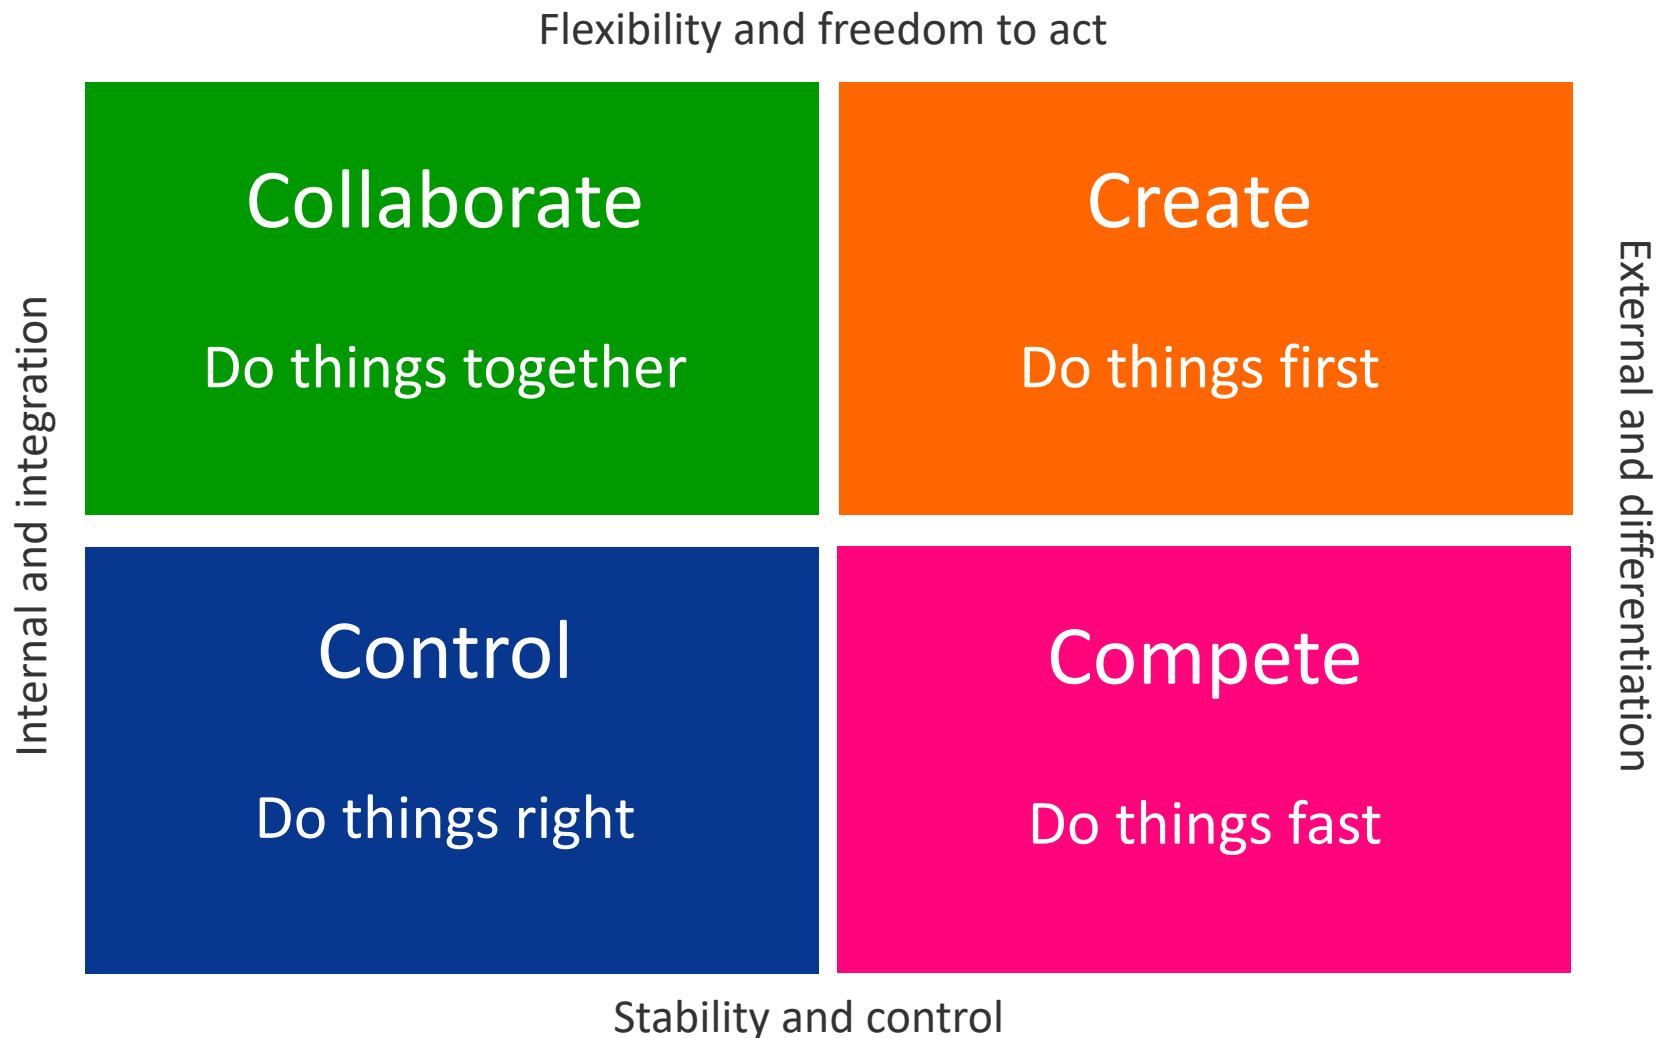 Flexibility and freedom to act
Internal and integration
Collaborate
Do things together
Create
Do things first
Control
Do things right
Compete
Do things fast
External and differentiation
Stability and control